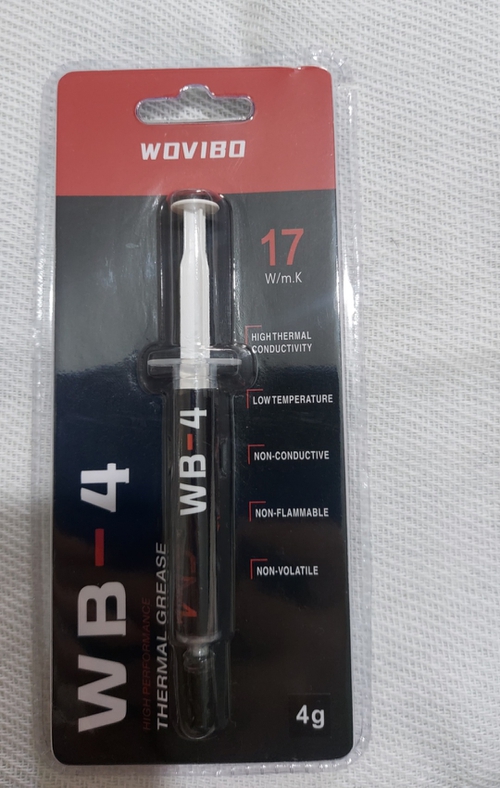 WOVIBO
17
W/m.K
HIGH THERMAL
CONDUCTIVITY
LOW TEMPERATURE
NON-CONDUCTIVE
NON-FLAMMABLE
NON-VOLATILE
WB-4
WB-4
HIGH PERFORMANCE
THERMAL GREASE
4g